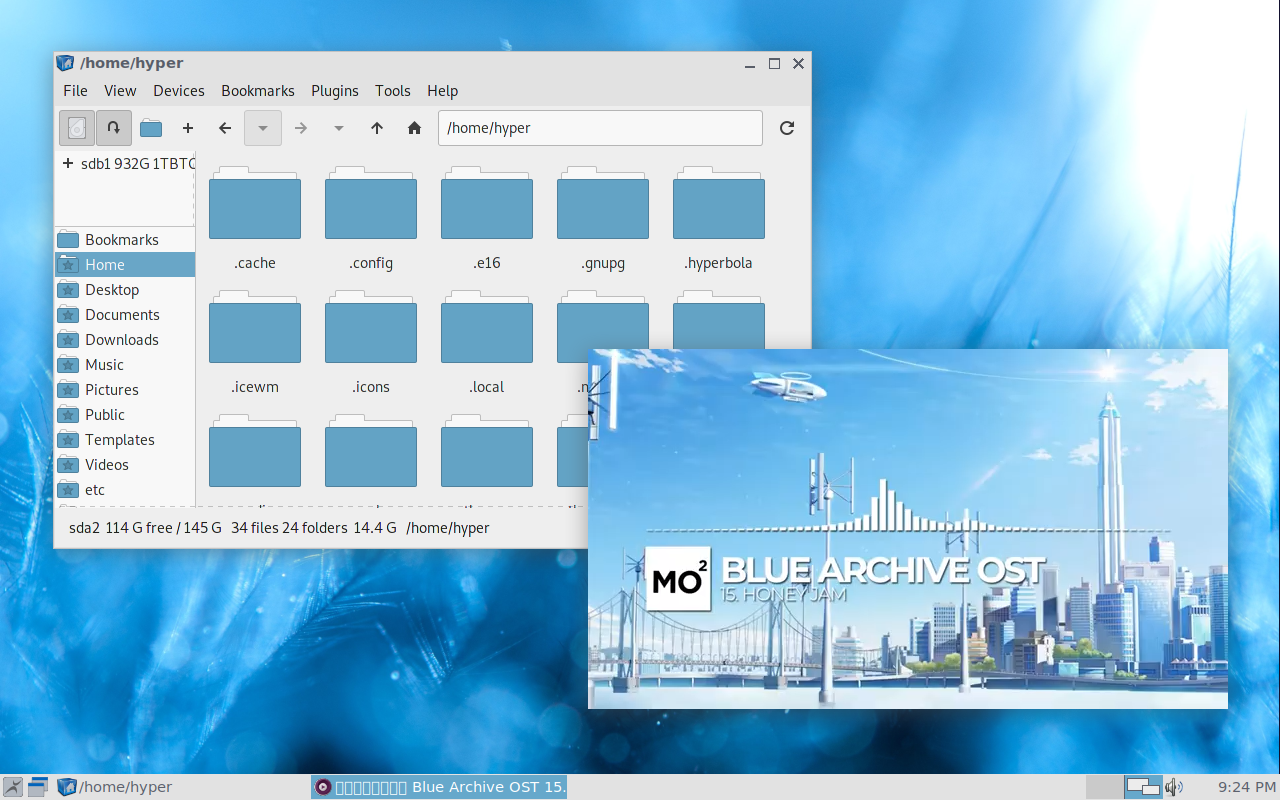 /home/hyper
File View Devices Bookmarks Plugins Tools Help
/home/hyper
sdb1 932G 1TBTC
Bookmarks
Home
Desktop
Documents
Downloads
Music
Pictures
Public
Templates
Videos
etc
.cache .config .e16 .gnupg .hyperbola
.icewm .icons .local
sda2 114 G free / 145 G 34 files 24 folders 14.4 G /home/hyper
MO²
BLUE ARCHIVE OST
15. HONEY JAM
/home/hyper
Blue Archive OST 15.
9:24 PM